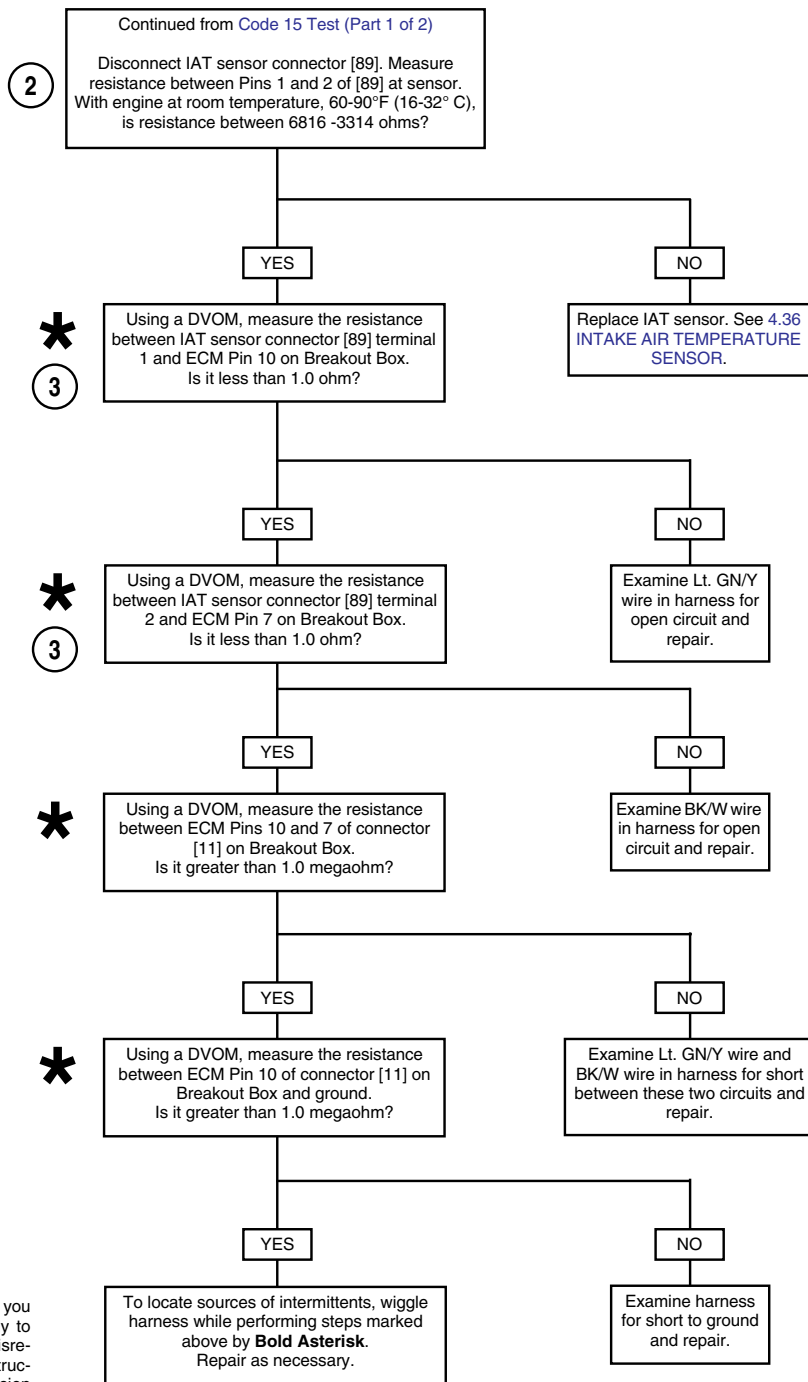 Continued from Code 15 Test (Part 1 of 2)
Disconnect IAT sensor connector [89]. Measure
resistance between Pins 1 and 2 of [89] at sensor.
With engine at room temperature, 60-90°F (16-32° C),
is resistance between 6816 -3314 ohms?
2
YES
NO
Using a DVOM, measure the resistance
between IAT sensor connector [89] terminal
1 and ECM Pin 10 on Breakout Box.
Is it less than 1.0 ohm?
*
3
Replace IAT sensor. See 4.36
INTAKE AIR TEMPERATURE
SENSOR.
YES
NO
Using a DVOM, measure the resistance
between IAT sensor connector [89] terminal
2 and ECM Pin 7 on Breakout Box.
Is it less than 1.0 ohm?
*
3
Examine Lt. GN/Y
wire in harness for
open circuit and
repair.
YES
NO
Using a DVOM, measure the resistance
between ECM Pins 10 and 7 of connector
[11] on Breakout Box.
Is it greater than 1.0 megaohm?
*
Examine BK/W wire
in harness for open
circuit and repair.
YES
NO
Using a DVOM, measure the resistance
between ECM Pin 10 of connector [11] on
Breakout Box and ground.
Is it greater than 1.0 megaohm?
*
Examine Lt. GN/Y wire and
BK/W wire in harness for short
between these two circuits and
repair.
YES
NO
To locate sources of intermittents, wiggle
harness while performing steps marked
above by Bold Asterisk.
Repair as necessary.
Examine harness
for short to ground
and repair.
you
y to
isre-
truc-